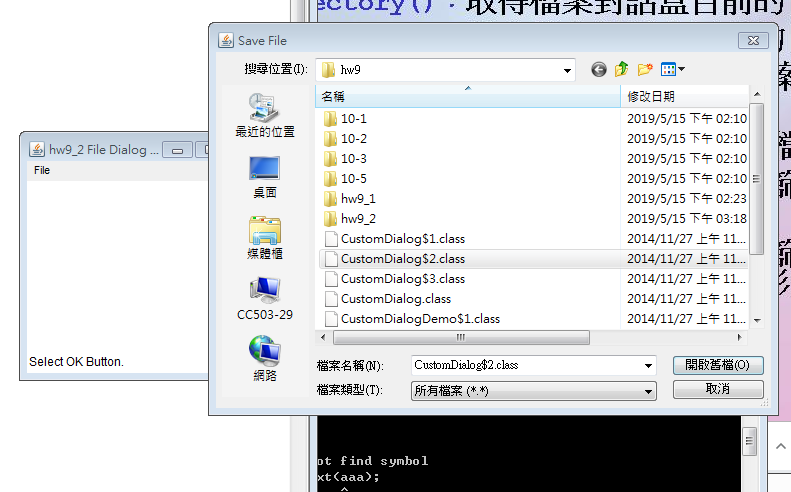 ectory()：取得檔案對話盒目前的
Save File
搜尋位置(I):
hw9
名稱
修改日期
10-1
2019/5/15 下午 02:10
10-2
2019/5/15 下午 02:10
10-3
2019/5/15 下午 02:10
10-5
2019/5/15 下午 02:10
hw9_1
2019/5/15 下午 02:23
hw9_2
2019/5/15 下午 03:18
CustomDialog$1.class
2014/11/27 上午 11...
CustomDialog$2.class
2014/11/27 上午 11...
CustomDialog$3.class
2014/11/27 上午 11...
CustomDialog.class
2014/11/27 上午 11...
CustomDialogDemo$1.class
2014/11/27 上午 11...
最近的位置
桌面
媒體櫃
CC503-29
網路
檔案名稱(N):
CustomDialog$2.class
開啟舊檔(O)
檔案類型(T):
所有檔案 (*.*)
取消
hw9_2 File Dialog ...
File
Select OK Button.
ot find symbol
xt(aaa);
^